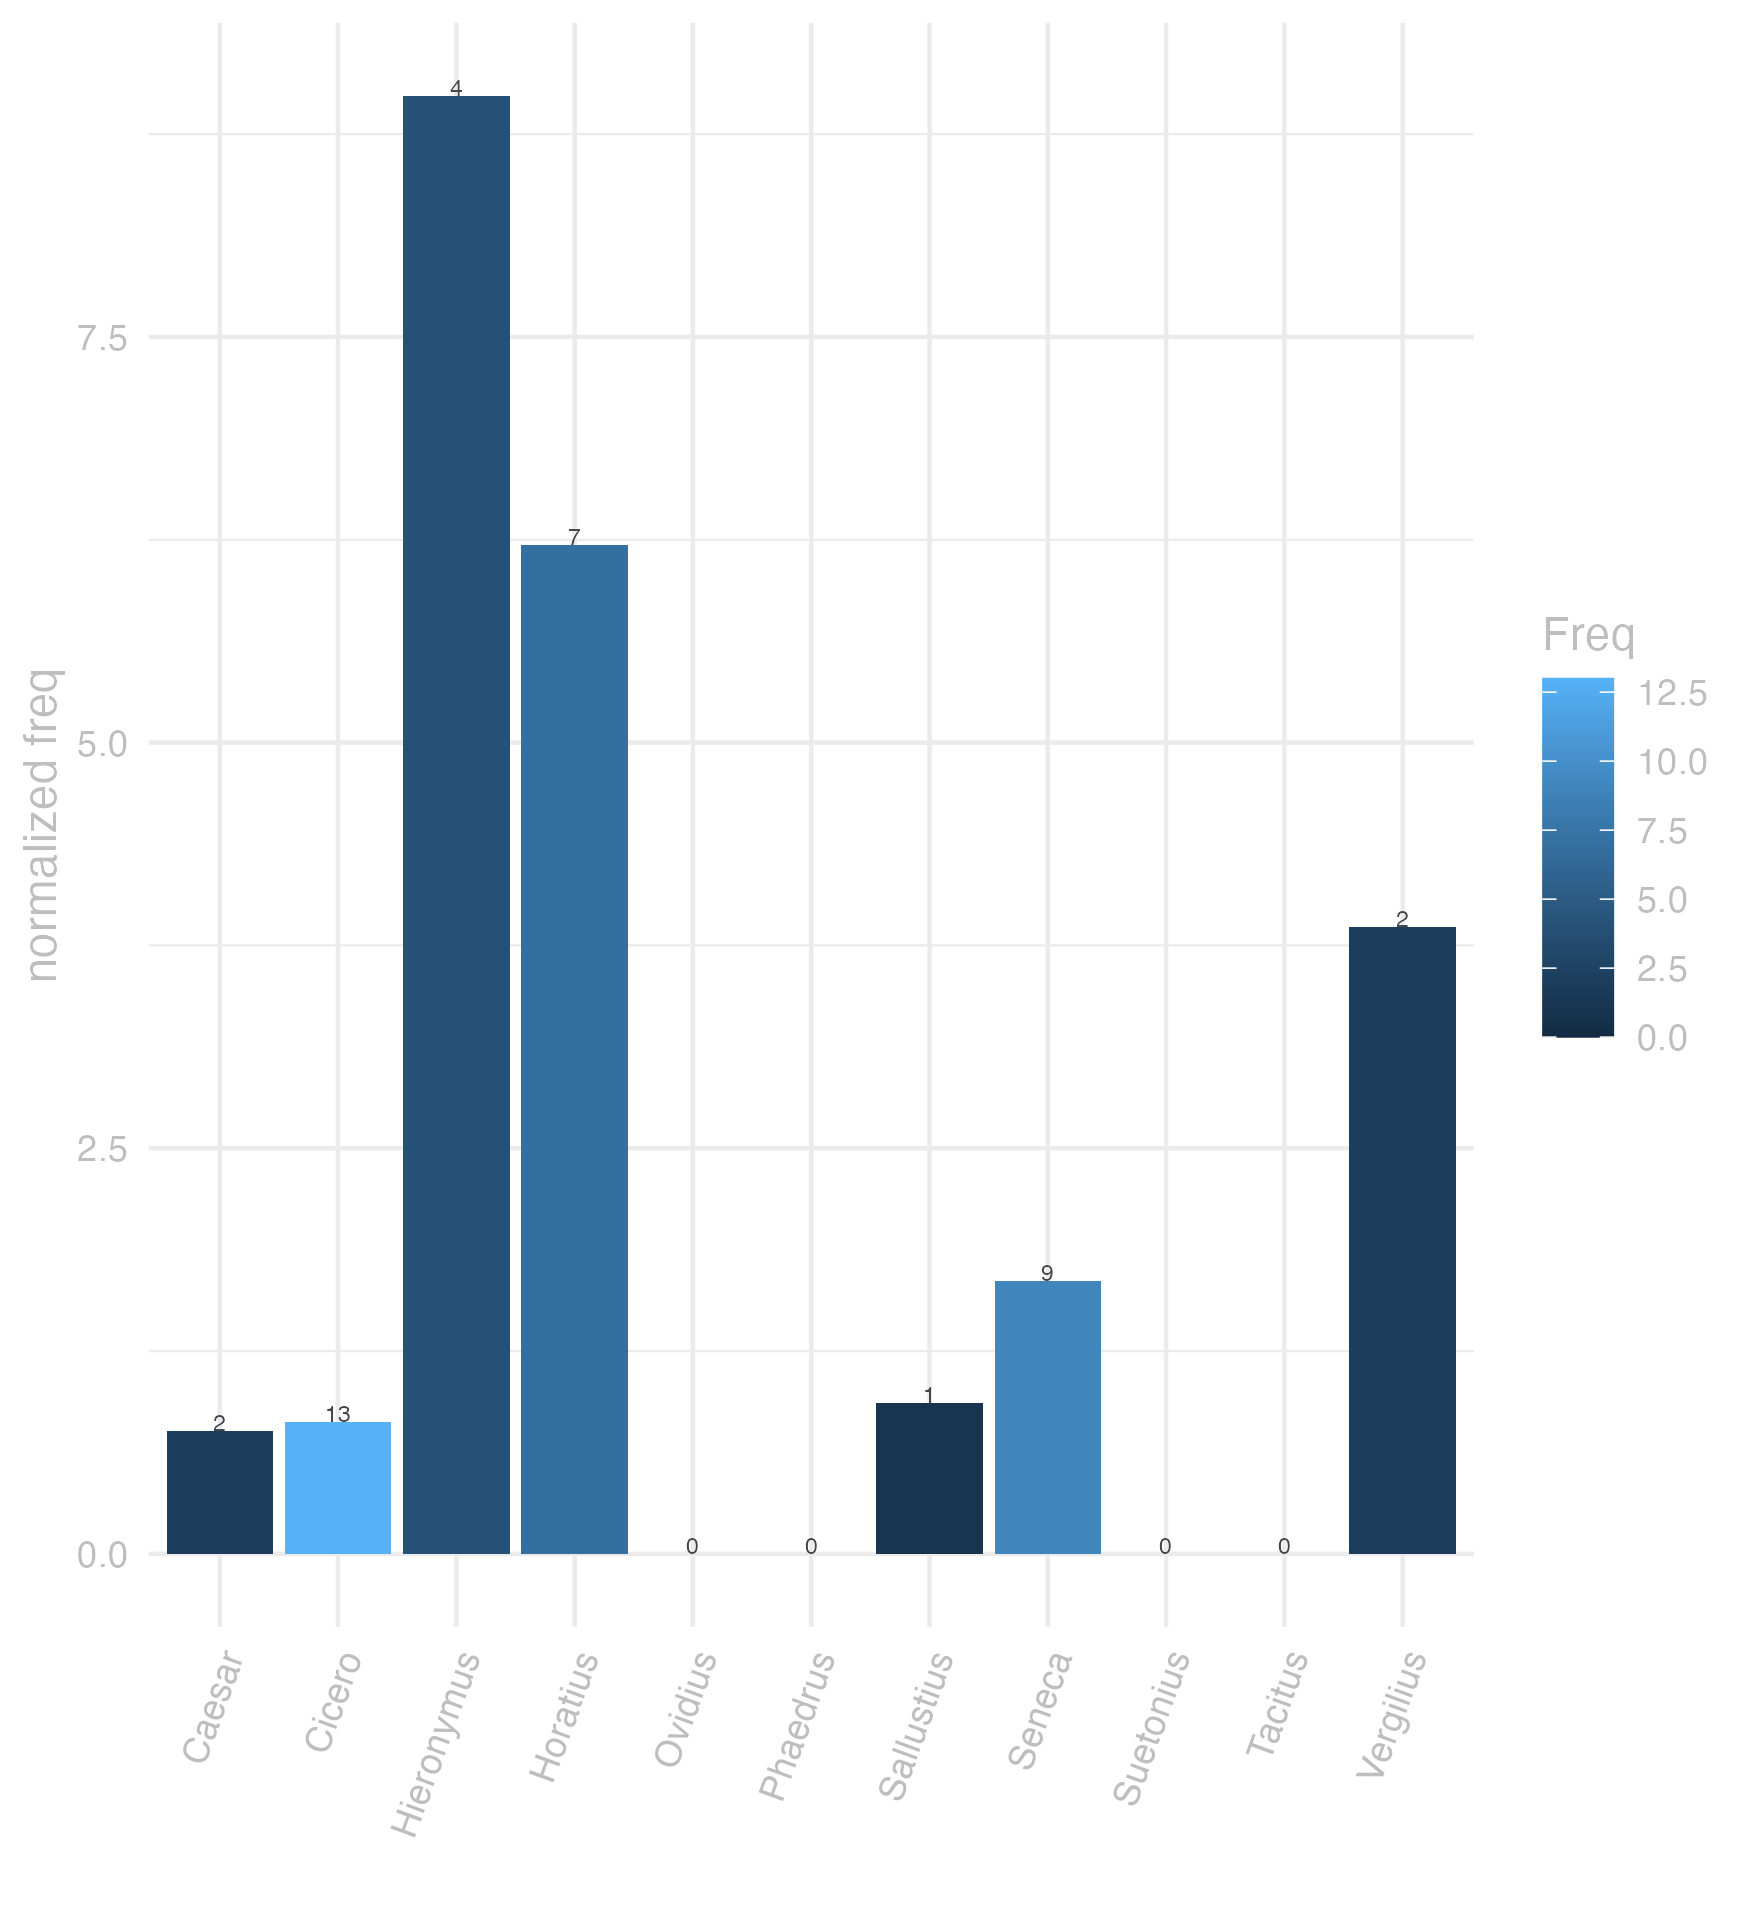 4
7.5
7
Freq
12.5
10.0
7.5
5.0
2.5
0.0
normalized freq
5.0
2
2.5
9
1
2
13
0.0
0
0
0
0
Caesar
Cicero
Hieronymus
Horatius
Ovidius
Phaedrus
Sallustius
Seneca
Suetonius
Tacitus
Vergilius